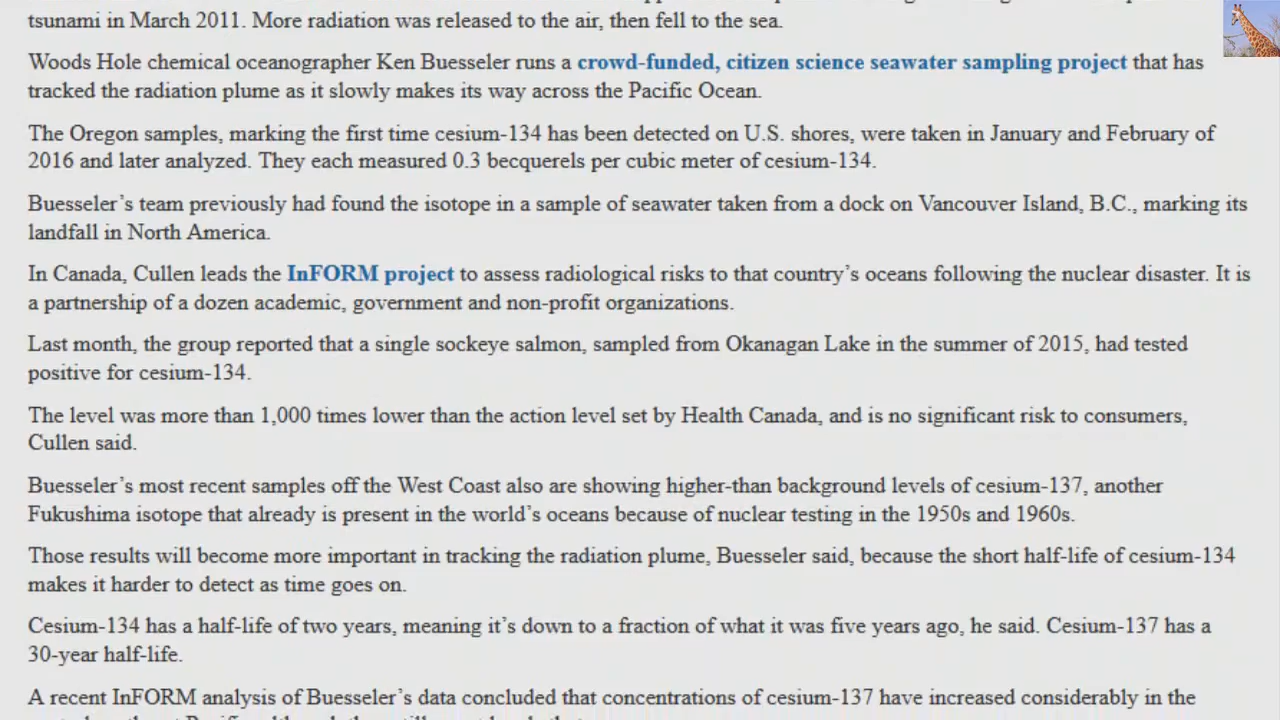 tsunami in March 2011. More radiation was released to the air, then fell to the sea.
Woods Hole chemical oceanographer Ken Buesseler runs a crowd-funded, citizen science seawater sampling project that has
tracked the radiation plume as it slowly makes its way across the Pacific Ocean.
The Oregon samples, marking the first time cesium-134 has been detected on U.S. shores, were taken in January and February of
2016 and later analyzed. They each measured 0.3 becquerels per cubic meter of cesium-134.
Buesseler’s team previously had found the isotope in a sample of seawater taken from a dock on Vancouver Island, B.C., marking its
landfall in North America.
In Canada, Cullen leads the InFORM project to assess radiological risks to that country’s oceans following the nuclear disaster. It is
a partnership of a dozen academic, government and non-profit organizations.
Last month, the group reported that a single sockeye salmon, sampled from Okanagan Lake in the summer of 2015, had tested
positive for cesium-134.
The level was more than 1,000 times lower than the action level set by Health Canada, and is no significant risk to consumers,
Cullen said.
Buesseler’s most recent samples off the West Coast also are showing higher-than background levels of cesium-137, another
Fukushima isotope that already is present in the world’s oceans because of nuclear testing in the 1950s and 1960s.
Those results will become more important in tracking the radiation plume, Buesseler said, because the short half-life of cesium-134
makes it harder to detect as time goes on.
Cesium-134 has a half-life of two years, meaning it’s down to a fraction of what it was five years ago, he said. Cesium-137 has a
30-year half-life.
A recent InFORM analysis of Buesseler’s data concluded that concentrations of cesium-137 have increased considerably in the